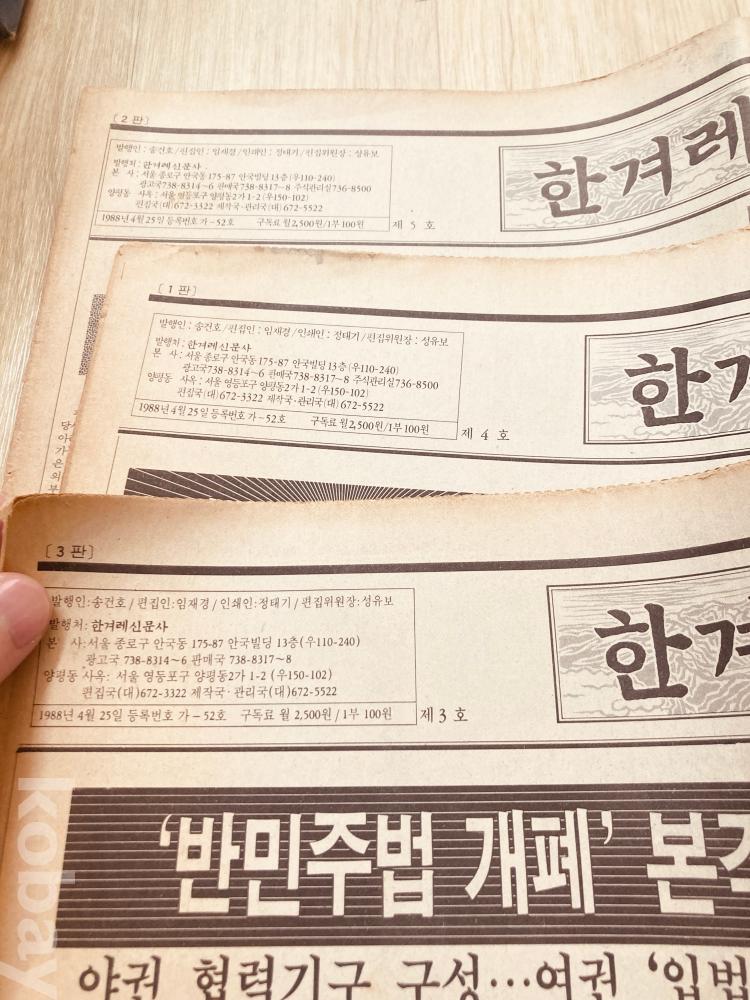 〔2 판〕
발행인 : 송건호/편집인 : 임재경/인쇄인 : 정태기/편집위원장 : 성유보
발행처 : 한겨레신문사
본 사 : 서울 종로구 안국동 175-87 안국빌딩 13층(우110-240)
광고국738-8314~6 판매국738-8317~8 주식관리실736-8500
양평동 사옥 : 서울 영등포구 양평동2가 1-2 (우150-102)
편집국(대)672-3322 제작국·관리국(대)672-5522
1988년 4월 25일 등록번호 가-52호 구독료 월2,500원/1부 100원
제 5 호
한겨레
〔1 판〕
발행인 : 송건호/편집인 : 임재경/인쇄인 : 정태기/편집위원장 : 성유보
발행처 : 한겨레신문사
본 사 : 서울 종로구 안국동 175-87 안국빌딩 13층(우110-240)
광고국738-8314~6 판매국738-8317~8 주식관리실736-8500
양평동 사옥 : 서울 영등포구 양평동2가 1-2 (우150-102)
편집국(대)672-3322 제작국·관리국(대)672-5522
1988년 4월 25일 등록번호 가-52호 구독료 월2,500원/1부 100원
제 4 호
한겨
〔3 판〕
발행인:송건호/편집인:임재경/인쇄인:정태기/편집위원장:성유보
발행처: 한겨레신문사
본 사:서울 종로구 안국동 175-87 안국빌딩 13층(우110-240)
광고국 738-8314~6 판매국 738-8317~8
양평동 사옥: 서울 영등포구 양평동2가 1-2 (우150-102)
편집국(대)672-3322 제작국·관리국(대)672-5522
1988년 4월 25일 등록번호 가-52호 구독료 월 2,500원/1부 100원
제 3 호
한겨
‘반민주법 개폐’ 본
야권 협력기구 구성…여권 ‘입법
kobay